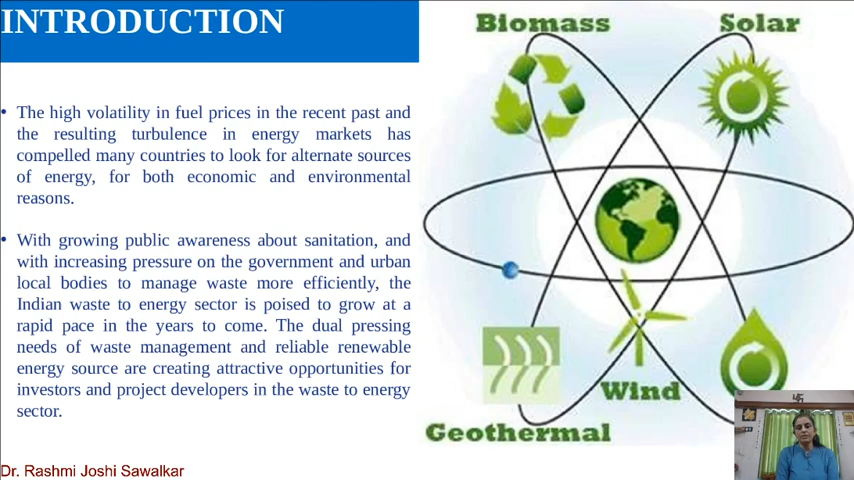 INTRODUCTION
• The high volatility in fuel prices in the recent past and
the resulting turbulence in energy markets has
compelled many countries to look for alternate sources
of energy, for both economic and environmental
reasons.
• With growing public awareness about sanitation, and
with increasing pressure on the government and urban
local bodies to manage waste more efficiently, the
Indian waste to energy sector is poised to grow at a
rapid pace in the years to come. The dual pressing
needs of waste management and reliable renewable
energy source are creating attractive opportunities for
investors and project developers in the waste to energy
sector.
Dr. Rashmi Joshi Sawalkar
Biomass
Solar
Wind
Geothermal